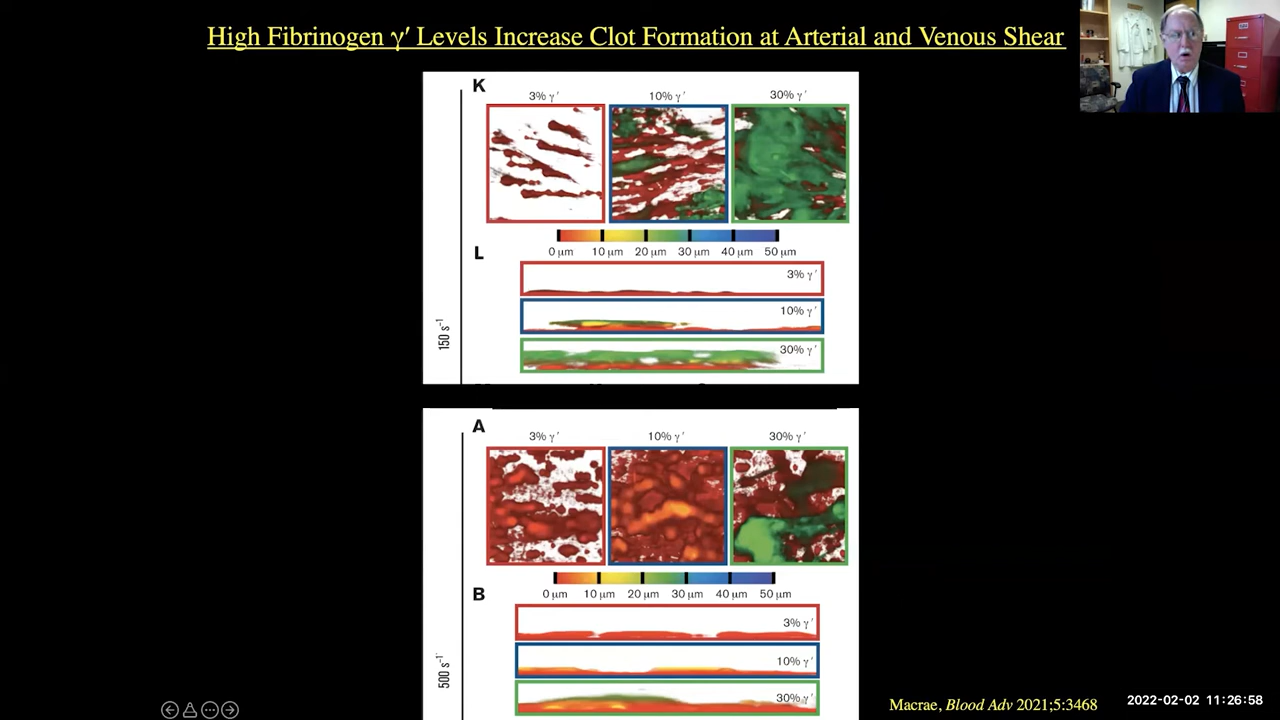 High Fibrinogen γ′ Levels Increase Clot Formation at Arterial and Venous Shear
K
3% γ′ 10% γ′ 30% γ′
0 μm 10 μm 20 μm 30 μm 40 μm 50 μm
L
3% γ′
10% γ′
30% γ′
150 s⁻¹
A
3% γ′ 10% γ′ 30% γ′
0 μm 10 μm 20 μm 30 μm 40 μm 50 μm
B
3% γ′
10% γ′
30% γ′
500 s⁻¹
Macrae, Blood Adv 2021;5:3468
2022-02-02 11:26:58